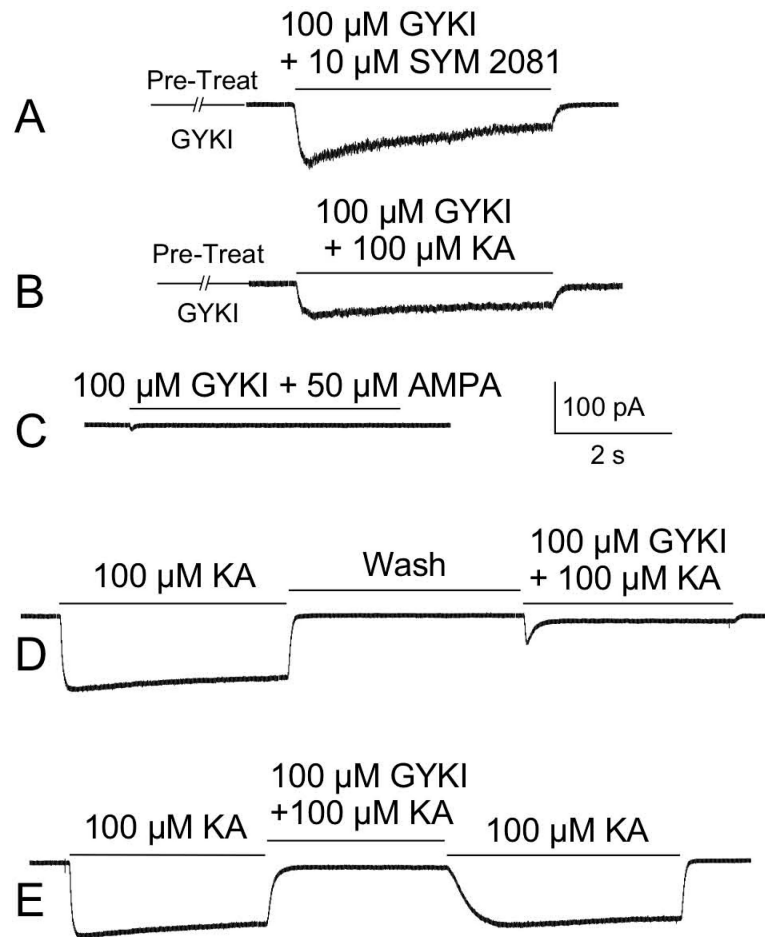 100 µM GYKI
+ 10 µM SYM 2081
Pre-Treat
GYKI
A
100 µM GYKI
+ 100 µM KA
Pre-Treat
GYKI
B
100 µM GYKI + 50 µM AMPA
C
100 pA
2 s
100 µM KA
Wash
100 µM GYKI
+ 100 µM KA
D
100 µM KA
100 µM GYKI
+100 µM KA
100 µM KA
E